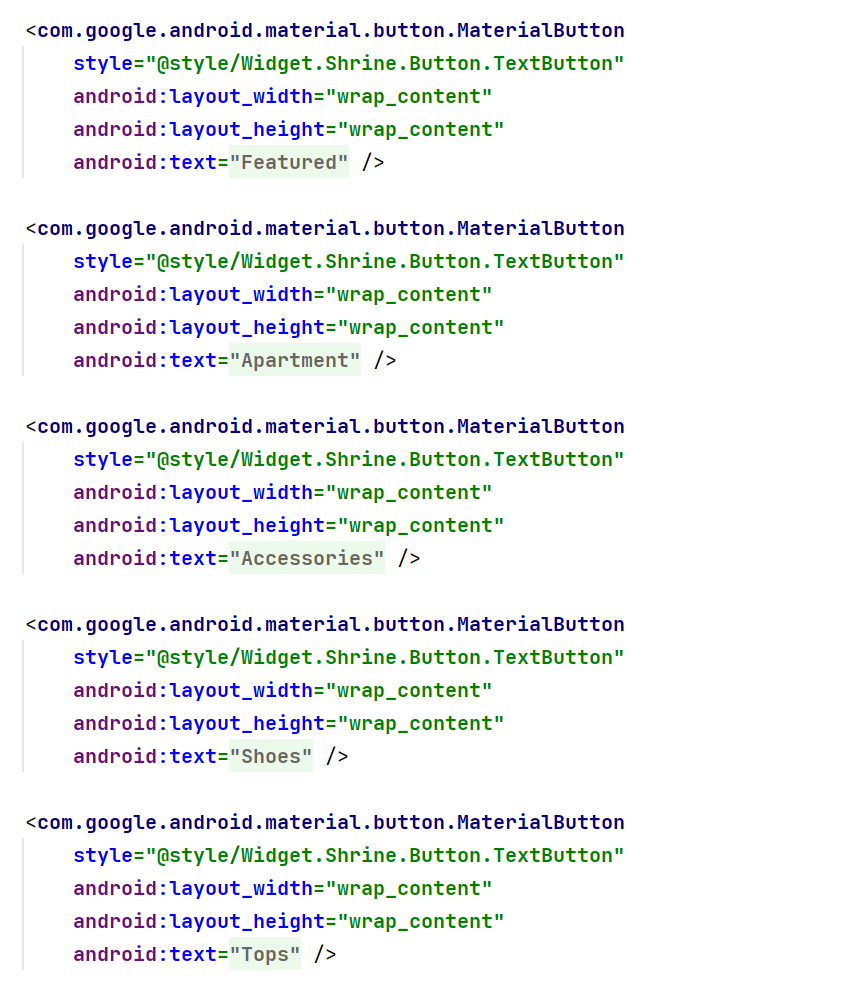 <com.google.android.material.button.MaterialButton
    style="@style/Widget.Shrine.Button.TextButton"
    android:layout_width="wrap_content"
    android:layout_height="wrap_content"
    android:text="Featured" />

<com.google.android.material.button.MaterialButton
    style="@style/Widget.Shrine.Button.TextButton"
    android:layout_width="wrap_content"
    android:layout_height="wrap_content"
    android:text="Apartment" />

<com.google.android.material.button.MaterialButton
    style="@style/Widget.Shrine.Button.TextButton"
    android:layout_width="wrap_content"
    android:layout_height="wrap_content"
    android:text="Accessories" />

<com.google.android.material.button.MaterialButton
    style="@style/Widget.Shrine.Button.TextButton"
    android:layout_width="wrap_content"
    android:layout_height="wrap_content"
    android:text="Shoes" />

<com.google.android.material.button.MaterialButton
    style="@style/Widget.Shrine.Button.TextButton"
    android:layout_width="wrap_content"
    android:layout_height="wrap_content"
    android:text="Tops" />